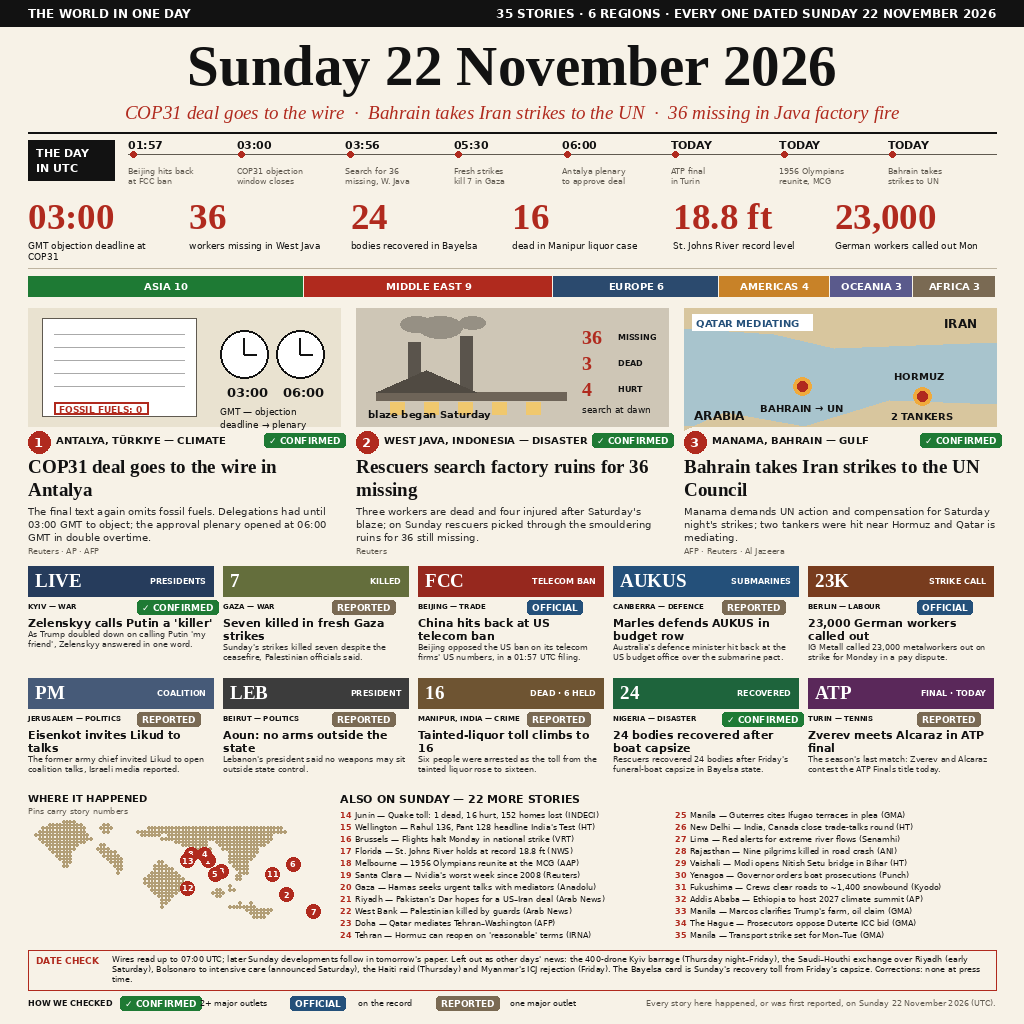 THE WORLD IN ONE DAY
35 STORIES · 6 REGIONS · EVERY ONE DATED SUNDAY 22 NOVEMBER 2026
Sunday 22 November 2026
COP31 deal goes to the wire · Bahrain takes Iran strikes to the UN · 36 missing in Java factory fire
THE DAY
IN UTC
01:57
Beijing hits back
at FCC ban
03:00
COP31 objection
window closes
03:56
Search for 36
missing, W. Java
05:30
Fresh strikes
kill 7 in Gaza
06:00
Antalya plenary
to approve deal
TODAY
ATP final
in Turin
TODAY
1956 Olympians
reunite, MCG
TODAY
Bahrain takes
strikes to UN
03:00
GMT objection deadline at
COP31
36
workers missing in West Java
24
bodies recovered in Bayelsa
16
dead in Manipur liquor case
18.8 ft
St. Johns River record level
23,000
German workers called out Mon
ASIA 10
MIDDLE EAST 9
EUROPE 6
AMERICAS 4
OCEANIA 3
AFRICA 3
FOSSIL FUELS: 0
03:00 06:00
GMT — objection
deadline → plenary
36 MISSING
3 DEAD
4 HURT
search at dawn
blaze began Saturday
QATAR MEDIATING
IRAN
HORMUZ
BAHRAIN → UN
ARABIA
2 TANKERS
1 ANTALYA, TÜRKIYE — CLIMATE ✓ CONFIRMED
COP31 deal goes to the wire in
Antalya
The final text again omits fossil fuels. Delegations had until
03:00 GMT to object; the approval plenary opened at 06:00
GMT in double overtime.
Reuters · AP · AFP
2 WEST JAVA, INDONESIA — DISASTER ✓ CONFIRMED
Rescuers search factory ruins for 36
missing
Three workers are dead and four injured after Saturday's
blaze; on Sunday rescuers picked through the smouldering
ruins for 36 still missing.
Reuters
3 MANAMA, BAHRAIN — GULF ✓ CONFIRMED
Bahrain takes Iran strikes to the UN
Council
Manama demands UN action and compensation for Saturday
night's strikes; two tankers were hit near Hormuz and Qatar is
mediating.
AFP · Reuters · Al Jazeera
LIVE PRESIDENTS
KYIV — WAR ✓ CONFIRMED
Zelenskyy calls Putin a 'killer'
As Trump doubled down on calling Putin 'my
friend', Zelenskyy answered in one word.
7 KILLED
GAZA — WAR REPORTED
Seven killed in fresh Gaza
strikes
Sunday's strikes killed seven despite the
ceasefire, Palestinian officials said.
FCC TELECOM BAN
BEIJING — TRADE OFFICIAL
China hits back at US
telecom ban
Beijing opposed the US ban on its telecom
firms' US numbers, in a 01:57 UTC filing.
AUKUS SUBMARINES
CANBERRA — DEFENCE REPORTED
Marles defends AUKUS in
budget row
Australia's defence minister hit back at the
US budget office over the submarine pact.
23K STRIKE CALL
BERLIN — LABOUR OFFICIAL
23,000 German workers
called out
IG Metall called 23,000 metalworkers out on
strike for Monday in a pay dispute.
PM COALITION
JERUSALEM — POLITICS REPORTED
Eisenkot invites Likud to
talks
The former army chief invited Likud to open
coalition talks, Israeli media reported.
LEB PRESIDENT
BEIRUT — POLITICS REPORTED
Aoun: no arms outside the
state
Lebanon's president said no weapons may sit
outside state control.
16 DEAD · 6 HELD
MANIPUR, INDIA — CRIME REPORTED
Tainted-liquor toll climbs to
16
Six people were arrested as the toll from the
tainted liquor rose to sixteen.
24 RECOVERED
NIGERIA — DISASTER ✓ CONFIRMED
24 bodies recovered after
boat capsize
Rescuers recovered 24 bodies after Friday's
funeral-boat capsize in Bayelsa state.
ATP FINAL · TODAY
TURIN — TENNIS REPORTED
Zverev meets Alcaraz in ATP
final
The season's last match: Zverev and Alcaraz
contest the ATP Finals title today.
WHERE IT HAPPENED
Pins carry story numbers
4
13
5
6
11
12
2
7
ALSO ON SUNDAY — 22 MORE STORIES
14 Junin — Quake toll: 1 dead, 16 hurt, 152 homes lost (INDECI)
15 Wellington — Rahul 136, Pant 128 headline India's Test (HT)
16 Brussels — Flights halt Monday in national strike (VRT)
17 Florida — St. Johns River holds at record 18.8 ft (NWS)
18 Melbourne — 1956 Olympians reunite at the MCG (AAP)
19 Santa Clara — Nvidia's worst week since 2008 (Reuters)
20 Gaza — Hamas seeks urgent talks with mediators (Anadolu)
21 Riyadh — Pakistan's Dar hopes for a US–Iran deal (Arab News)
22 West Bank — Palestinian killed by guards (Arab News)
23 Doha — Qatar mediates Tehran–Washington (AFP)
24 Tehran — Hormuz can reopen on 'reasonable' terms (IRNA)
25 Manila — Guterres cites Ifugao terraces in plea (GMA)
26 New Delhi — India, Canada close trade-talks round (HT)
27 Lima — Red alerts for extreme river flows (Senamhi)
28 Rajasthan — Nine pilgrims killed in road crash (ANI)
29 Vaishali — Modi opens Nitish Setu bridge in Bihar (HT)
30 Yenagoa — Governor orders boat prosecutions (GMA)
31 Fukushima — Crews clear roads to ~1,400 snowbound (Kyodo)
32 Addis Ababa — Ethiopia to host 2027 climate summit (AP)
33 Manila — Marcos clarifies Trump's farm, oil claim (GMA)
34 The Hague — Prosecutors oppose Duterte ICC bid (GMA)
35 Manila — Transport strike set for Mon–Tue (GMA)
DATE CHECK
Wires read up to 07:00 UTC; later Sunday developments follow in tomorrow's paper. Left out as other days' news: the 400-drone Kyiv barrage (Thursday night–Friday), the Saudi–Houthi exchange over Riyadh (early
Saturday), Bolsonaro to intensive care (announced Saturday), the Haiti raid (Thursday) and Myanmar's ICJ rejection (Friday). The Bayelsa card is Sunday's recovery toll from Friday's capsize. Corrections: none at press
time.
HOW WE CHECKED ✓ CONFIRMED 2+ major outlets OFFICIAL on the record REPORTED one major outlet
Every story here happened, or was first reported, on Sunday 22 November 2026 (UTC).